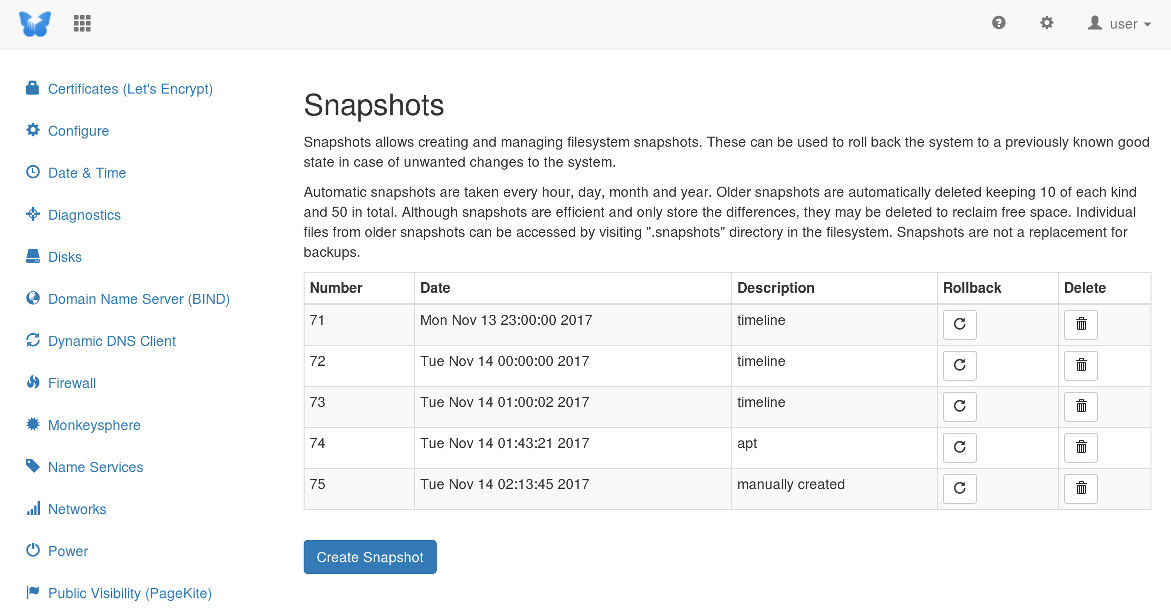 user
Certificates (Let's Encrypt)
Configure
Date & Time
Diagnostics
Disks
Domain Name Server (BIND)
Dynamic DNS Client
Firewall
Monkeysphere
Name Services
Networks
Power
Public Visibility (PageKite)
Snapshots
Snapshots allows creating and managing filesystem snapshots. These can be used to roll back the system to a previously known good
state in case of unwanted changes to the system.
Automatic snapshots are taken every hour, day, month and year. Older snapshots are automatically deleted keeping 10 of each kind
and 50 in total. Although snapshots are efficient and only store the differences, they may be deleted to reclaim free space. Individual
files from older snapshots can be accessed by visiting ".snapshots" directory in the filesystem. Snapshots are not a replacement for
backups.
Number Date Description Rollback Delete
71 Mon Nov 13 23:00:00 2017 timeline
72 Tue Nov 14 00:00:00 2017 timeline
73 Tue Nov 14 01:00:02 2017 timeline
74 Tue Nov 14 01:43:21 2017 apt
75 Tue Nov 14 02:13:45 2017 manually created
Create Snapshot